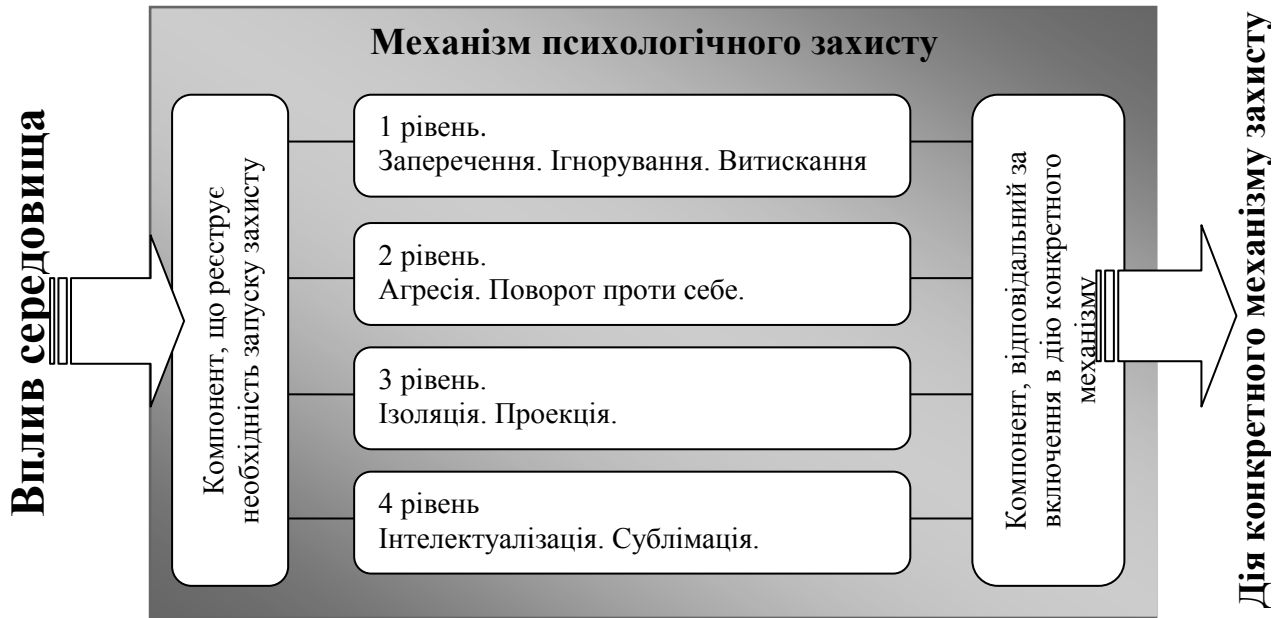 Механізм психологічного захисту
Вплив середовища
Компонент, що реєструє
необхідність запуску захисту
1 рівень.
Заперечення. Ігнорування. Витискання
2 рівень.
Агресія. Поворот проти себе.
3 рівень.
Ізоляція. Проекція.
4 рівень
Інтелектуалізація. Сублімація.
Компонент, відповідальний за
включення в дію конкретного
механізму
Дія конкретного механізму захисту